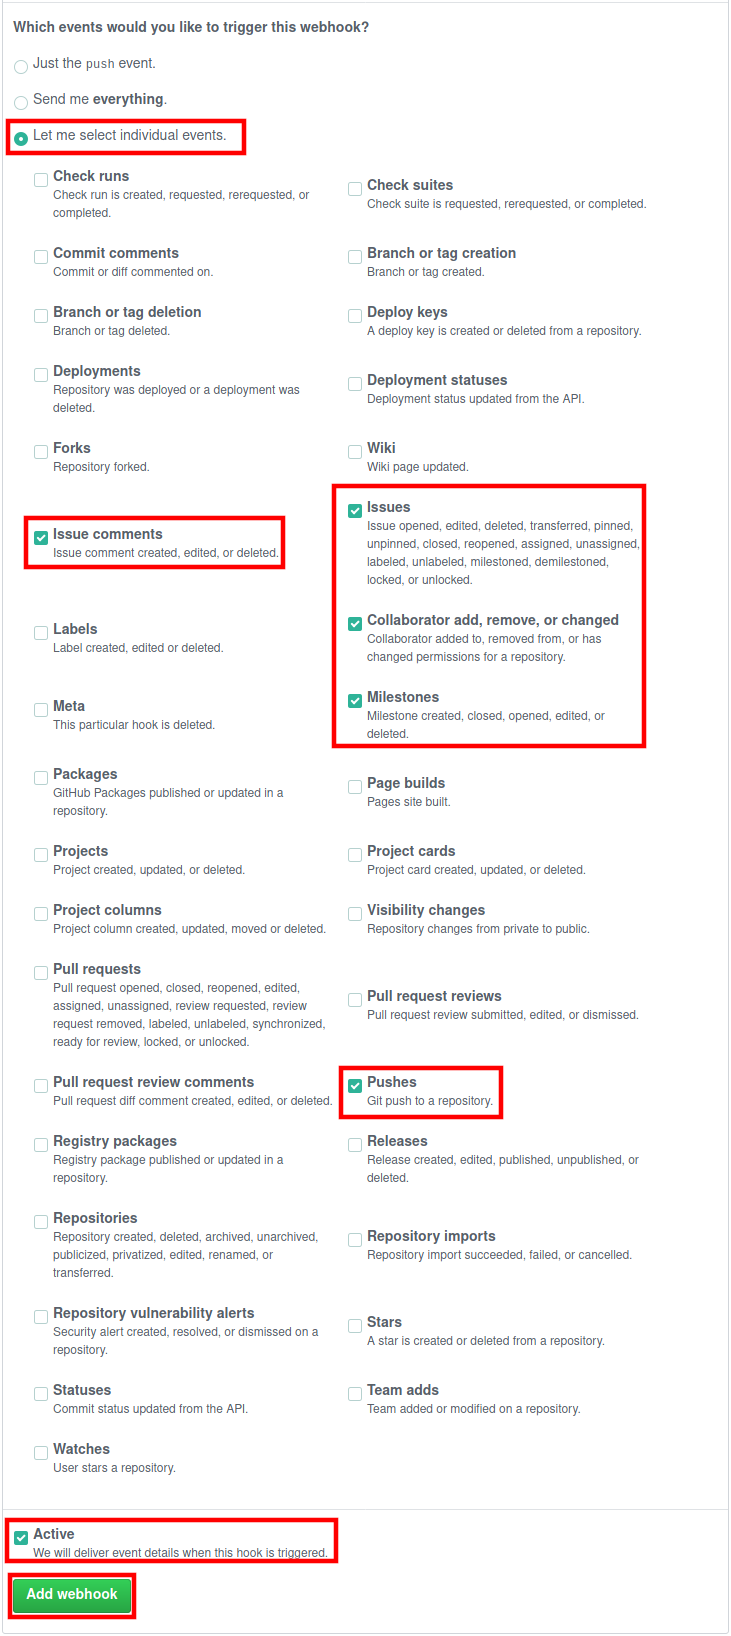 Which events would you like to trigger this webhook?
Just the push event.
Send me everything.
Let me select individual events.
Check runs
Check run is created, requested, rerequested, or
completed.
Check suites
Check suite is requested, rerequested, or completed.
Commit comments
Commit or diff commented on.
Branch or tag creation
Branch or tag created.
Branch or tag deletion
Branch or tag deleted.
Deploy keys
A deploy key is created or deleted from a repository.
Deployments
Repository was deployed or a deployment was
deleted.
Deployment statuses
Deployment status updated from the API.
Forks
Repository forked.
Wiki
Wiki page updated.
Issue comments
Issue comment created, edited, or deleted.
Issues
Issue opened, edited, deleted, transferred, pinned,
unpinned, closed, reopened, assigned, unassigned,
labeled, unlabeled, milestoned, demilestoned,
locked, or unlocked.
Labels
Label created, edited or deleted.
Collaborator add, remove, or changed
Collaborator added to, removed from, or has
changed permissions for a repository.
Meta
This particular hook is deleted.
Milestones
Milestone created, closed, opened, edited, or
deleted.
Packages
GitHub Packages published or updated in a
repository.
Page builds
Pages site built.
Projects
Project created, updated, or deleted.
Project cards
Project card created, updated, or deleted.
Project columns
Project column created, updated, moved or deleted.
Visibility changes
Repository changes from private to public.
Pull requests
Pull request opened, closed, reopened, edited,
assigned, unassigned, review requested, review
request removed, labeled, unlabeled, synchronized,
ready for review, locked, or unlocked.
Pull request reviews
Pull request review submitted, edited, or dismissed.
Pull request review comments
Pull request diff comment created, edited, or deleted.
Pushes
Git push to a repository.
Registry packages
Registry package published or updated in a
repository.
Releases
Release created, edited, published, unpublished, or
deleted.
Repositories
Repository created, deleted, archived, unarchived,
publicized, privatized, edited, renamed, or
transferred.
Repository imports
Repository import succeeded, failed, or cancelled.
Repository vulnerability alerts
Security alert created, resolved, or dismissed on a
repository.
Stars
A star is created or deleted from a repository.
Statuses
Commit status updated from the API.
Team adds
Team added or modified on a repository.
Watches
User stars a repository.
Active
We will deliver event details when this hook is triggered.
Add webhook